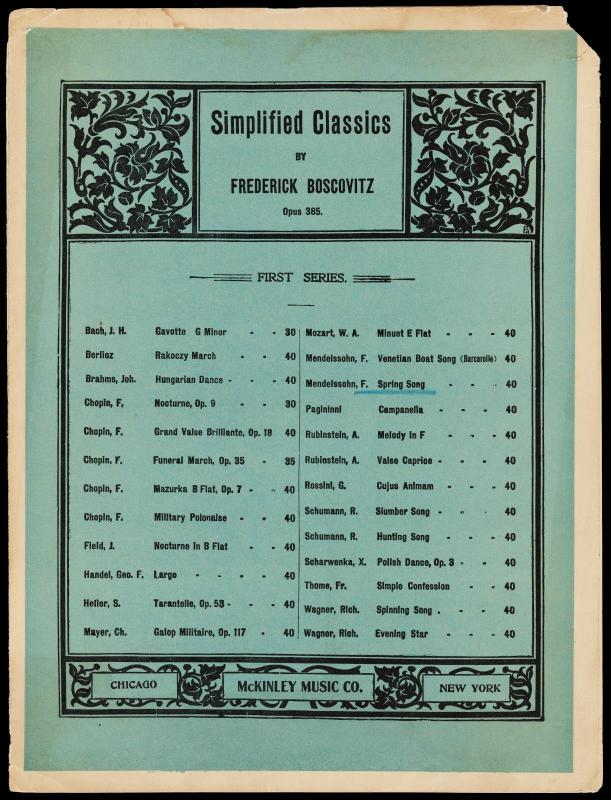 Simplified Classics
BY
FREDERICK BOSCOVITZ
Opus 385.
FIRST SERIES.
Bach, J. H. Gavotte G Minor - - 30
Berlioz Rakoczy March - - 40
Brahms, Joh. Hungarian Dance - - 40
Chopin, F. Nocturne, Op. 9 - - 30
Chopin, F. Grand Valse Brilliante, Op. 18 40
Chopin. F. Funeral March, Op. 35 - 35
Chopin, F. Mazurka B Flat, Op. 7 - - 40
Chopin, F. Military Polonaise - - 40
Field, J. Nocturne in B Flat - - 40
Handel, Geo. F. Largo - - - - 40
Heller, S. Tarantelle, Op. 53 - - - 40
Mayer, Ch. Galop Militaire, Op. 117 - 40
Mozart, W. A. Minuet E Flat - - - 40
Mendelssohn, F. Venetian Boat Song (Barcarolle) 40
Mendelssohn, F. Spring Song - - - 40
Paginini Campanella - - - 40
Rubinstein, A. Melody in F - - - 40
Rubinstein, A. Valse Caprice - - - 40
Rossini, G. Cujus Animam - - - 40
Schumann, R. Slumber Song - - - 40
Schumann, R. Hunting Song - - - 40
Scharwenka, X. Polish Dance, Op. 3 - - 40
Thome, Fr. Simple Confession - - 40
Wagner, Rich. Spinning Song - - - 40
Wagner, Rich. Evening Star - - - 40
CHICAGO McKINLEY MUSIC CO. NEW YORK